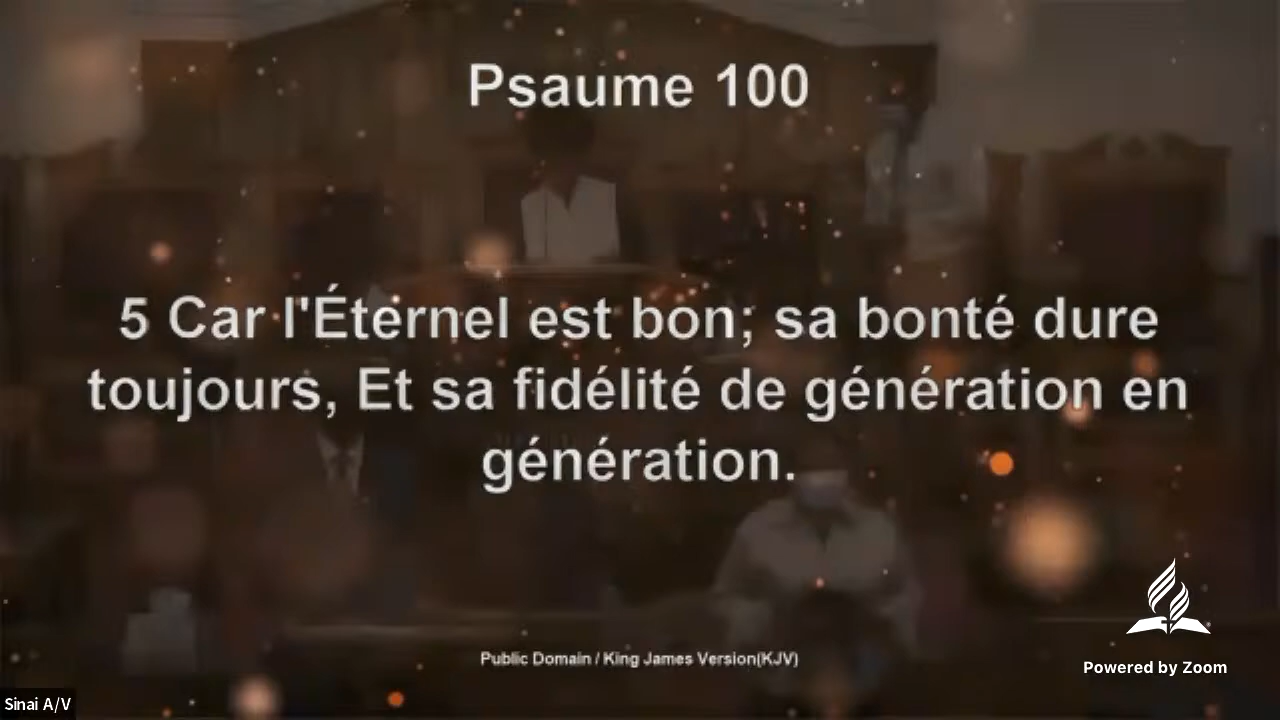 Psaume 100
5 Car l'Éternel est bon; sa bonté dure
toujours, Et sa fidélité de génération en
génération.
Public Domain / King James Version(KJV)
Powered by Zoom
Sinai A/V